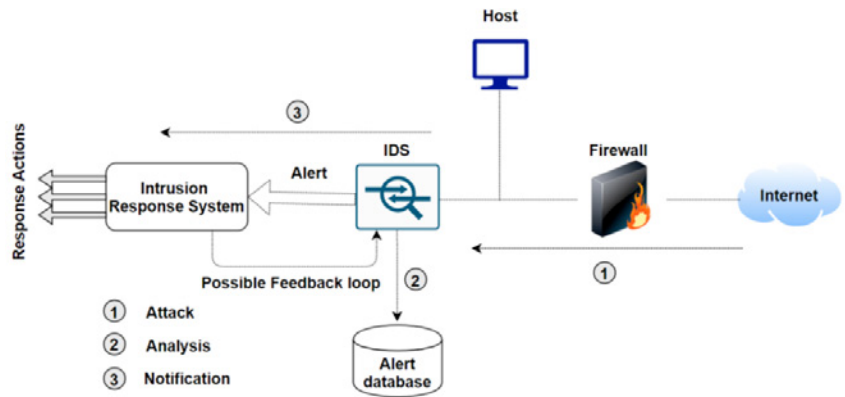 Host
3
IDS
Firewall
Response Actions
Intrusion
Response System
Alert
Internet
Possible Feedback loop
2
1
1 Attack
2 Analysis
3 Notification
Alert
database